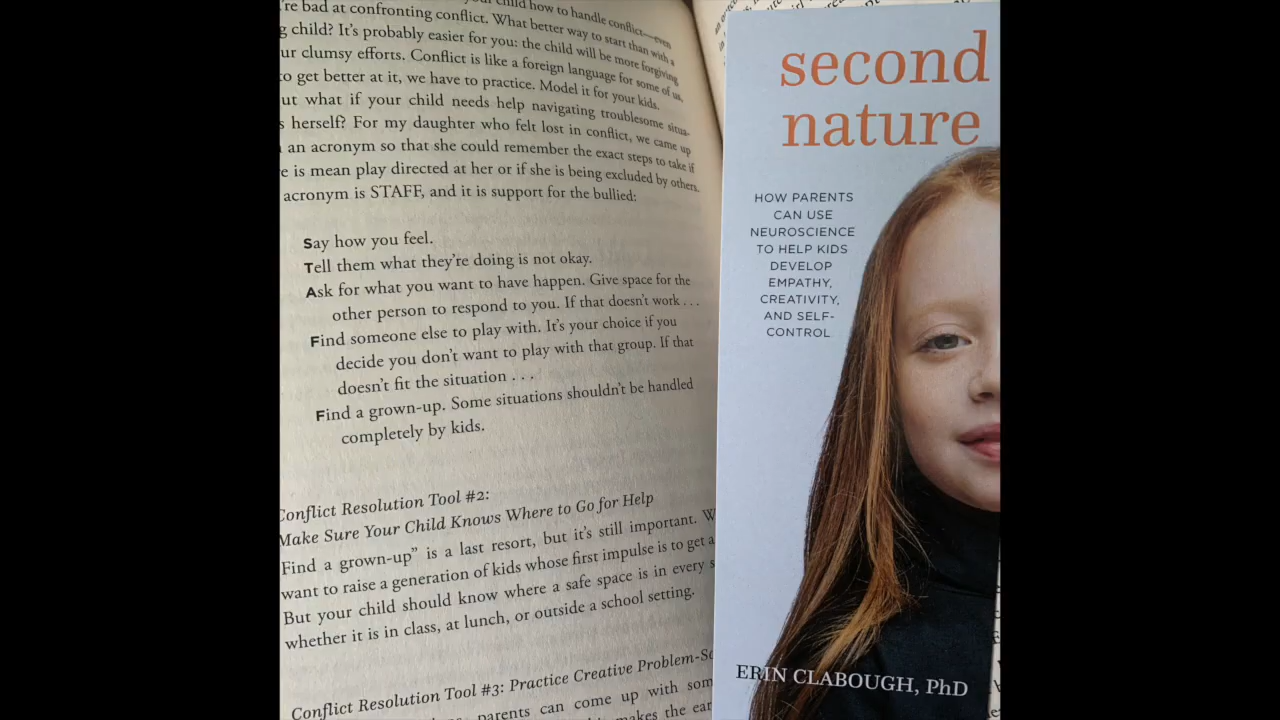 're bad at confronting conflict. What better way to start than with a
g child? It's probably easier for you: the child will be more forgiving
ur clumsy efforts. Conflict is like a foreign language for some of us,
to get better at it, we have to practice. Model it for your kids.
ut what if your child needs help navigating troublesome situa-
s herself? For my daughter who felt lost in conflict, we came up
an acronym so that she could remember the exact steps to take if
e is mean play directed at her or if she is being excluded by others.
acronym is STAFF, and it is support for the bullied:
Say how you feel.
Tell them what they're doing is not okay.
Ask for what you want to have happen. Give space for the
other person to respond to you. If that doesn't work . . .
Find someone else to play with. It's your choice if you
decide you don't want to play with that group. If that
doesn't fit the situation . . .
Find a grown-up. Some situations shouldn't be handled
completely by kids.
Conflict Resolution Tool #2:
Make Sure Your Child Knows Where to Go for Help
Find a grown-up" is a last resort, but it's still important. W
want to raise a generation of kids whose first impulse is to get a
But your child should know where a safe space is in every s
whether it is in class, at lunch, or outside a school setting.
Conflict Resolution Tool #3: Practice Creative Problem-So
parents can come up with som
makes the ear
second
nature
HOW PARENTS
CAN USE
NEUROSCIENCE
TO HELP KIDS
DEVELOP
EMPATHY,
CREATIVITY,
AND SELF-
CONTROL
ERIN CLABOUGH, PhD